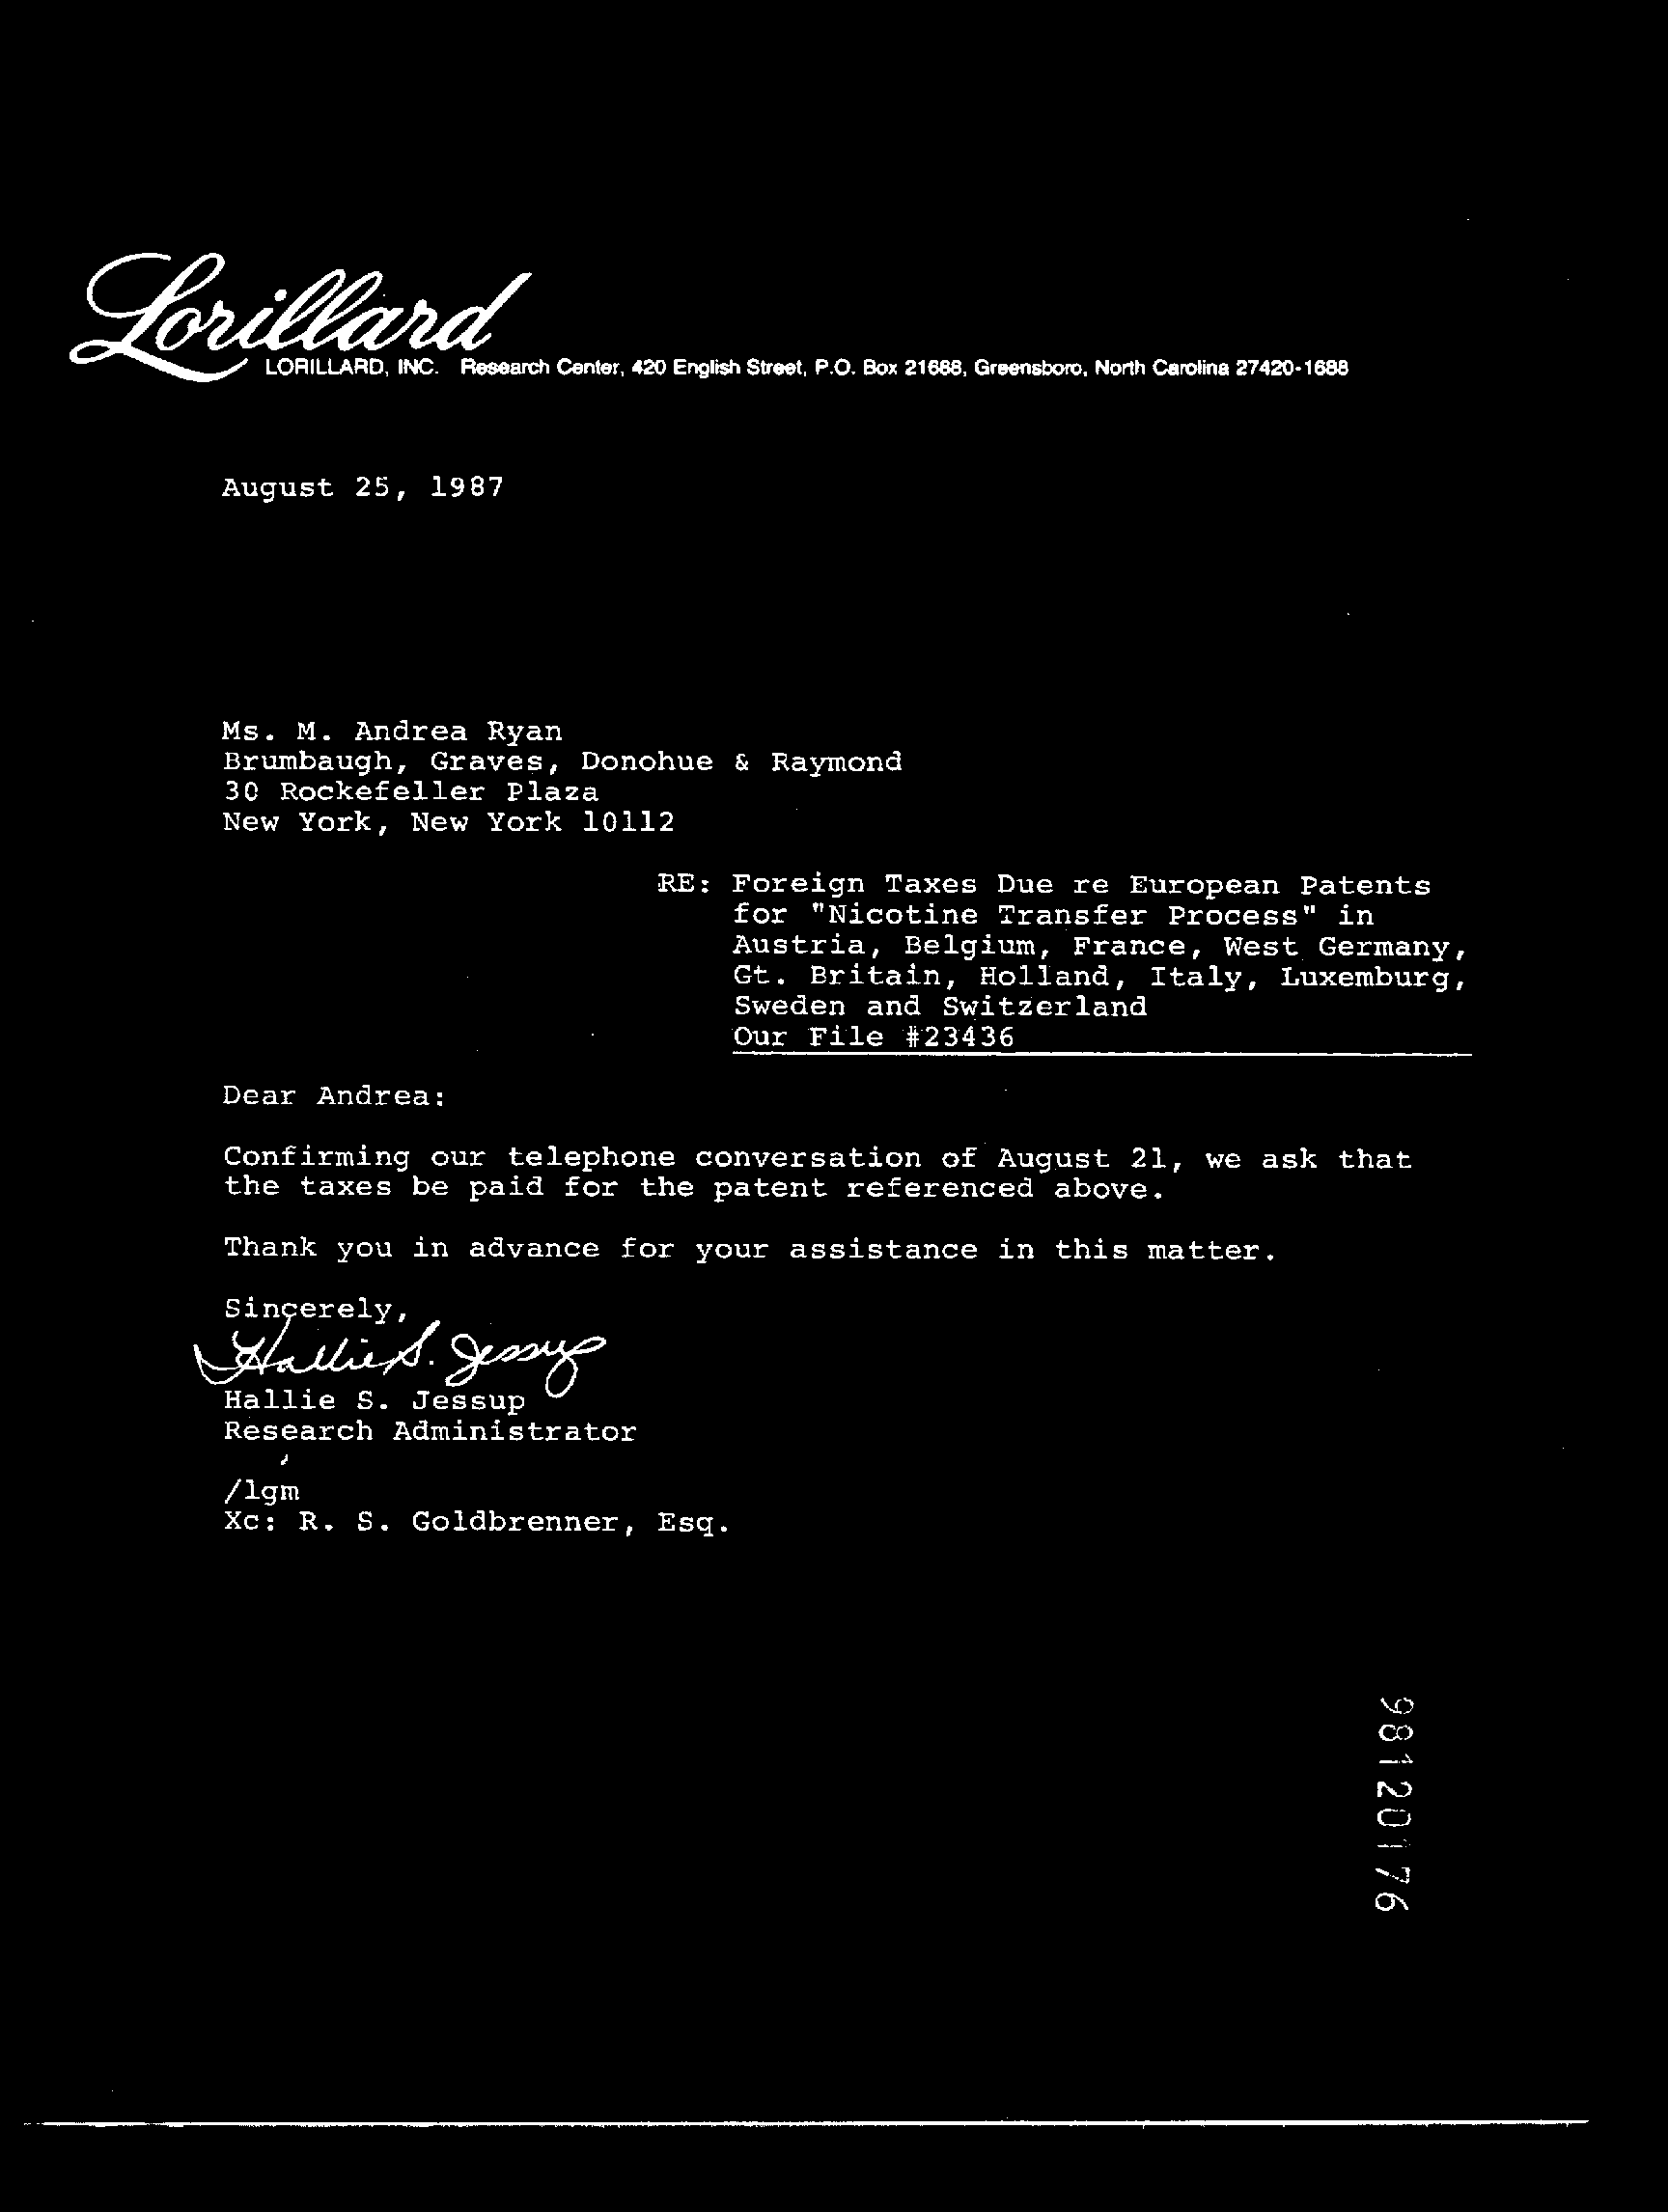 Lorillard
LORILLARD, INC. Research Center, 420 English Street, P.O. Box 21688, Greensboro, North Carolina 27420-1688
August 25, 1987
Ms. M. Andrea Ryan
Brumbaugh, Graves, Donohue & Raymond
30 Rockefeller Plaza
New York, New York 10112
RE: Foreign Taxes Due re European Patents
for "Nicotine Transfer Process" in
Austria, Belgium, France, West Germany,
Gt. Britain, Holland, Italy, Luxemburg,
Sweden and Switzerland
Our File #23436
Dear Andrea:
Confirming our telephone conversation of August 21, we ask that
the taxes be paid for the patent referenced above.
Thank you in advance for your assistance in this matter.
Sincerely,
Hallie S. Jessup
Hallie S. Jessup
Research Administrator
/lgm
Xc: R. S. Goldbrenner, Esq.
98120176